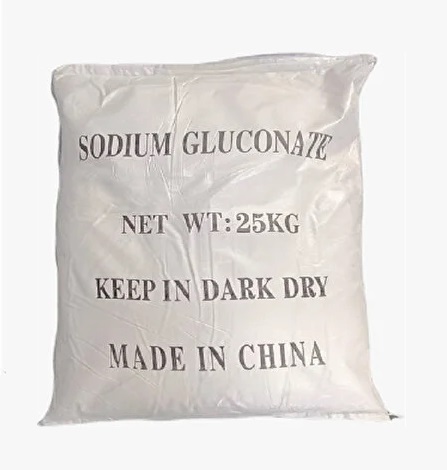 SODIUM GLUCONATE
NET WT:25KG
KEEP IN DARK DRY
MADE IN CHINA